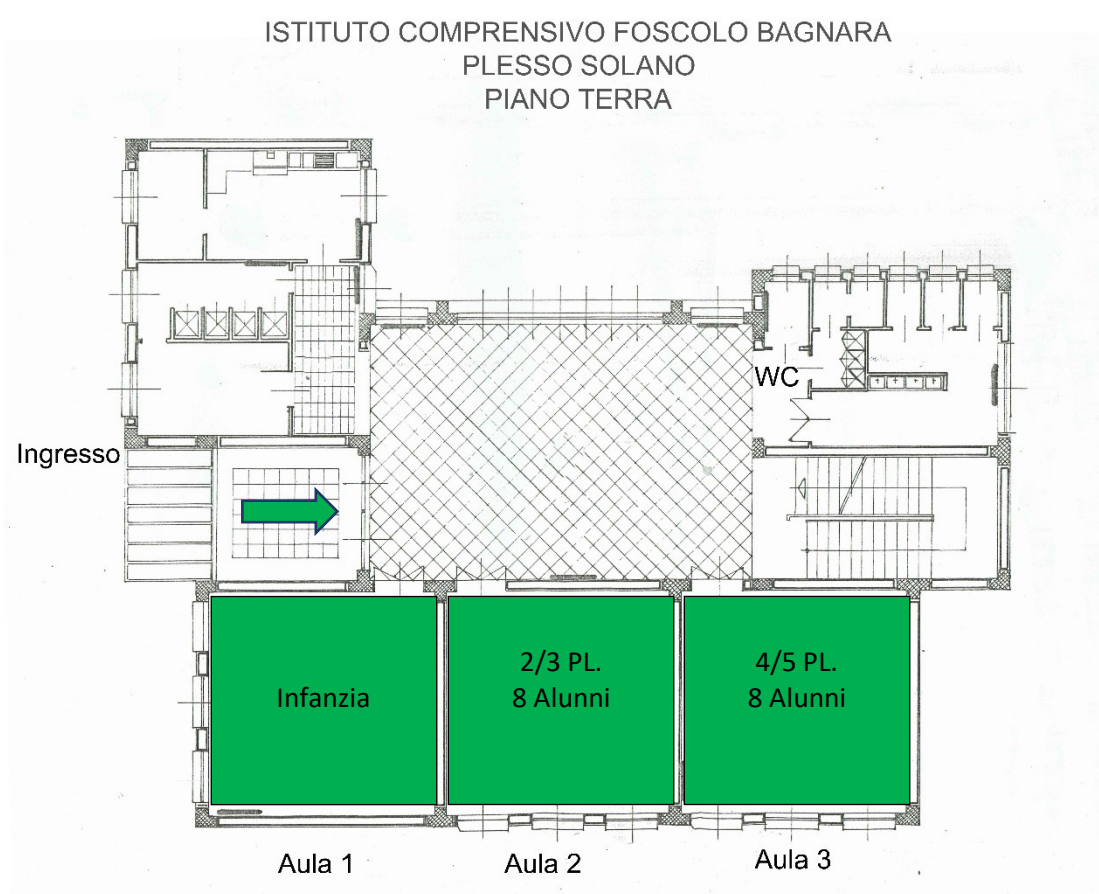 ISTITUTO COMPRENSIVO FOSCOLO BAGNARA
PLESSO SOLANO
PIANO TERRA
WC
Ingresso
Infanzia
2/3 PL.
8 Alunni
4/5 PL.
8 Alunni
Aula 1
Aula 2
Aula 3